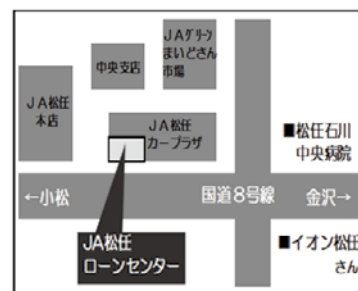 JAグリーン
まいどさん
市場
中央支店
JA松任
本店
JA松任
カープラザ
■松任石川
中央病院
←小松
国道8号線
金沢→
JA松任
ローンセンター
■イオン松任
さん